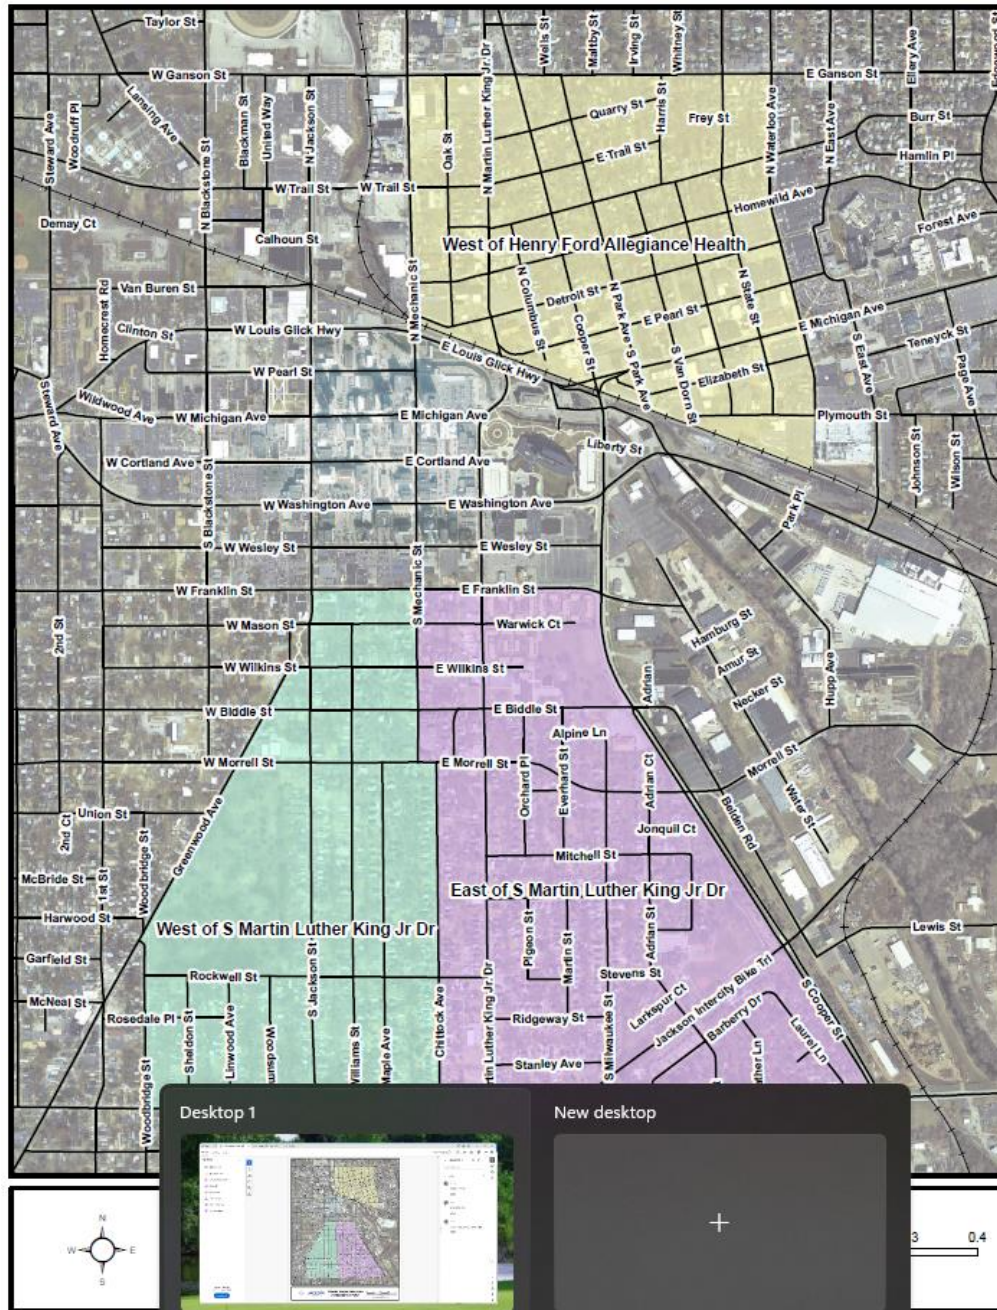 Taylor St
Wells St
Maltby St
Irving St
Whitney St
Ellery Ave
W Ganson St
E Ganson St
Steward Ave
Woodruff Pl
Lansing Ave
N Blackstone St
Blackman St
United Way
N Jackson St
Oak St
N Martin Luther King Jr. Dr
Quarry St
Harris St
Frey St
N Waterloo Ave
N East Ave
Burr St
E Trail St
Hamlin Pl
W Trail St
W Trail St
Homewild Ave
Forest Ave
Demay Ct
Calhoun St
West of Henry Ford Allegiance Health
Homecrest Rd
Van Buren St
N Mechanic St
N Columbus St
Detroit St
N Park Ave
N State St
Clinton St
W Louis Glick Hwy
Cooper St
E Pearl St
E Michigan Ave
S East Ave
Teneyck St
E Louis Glick Hwy
W Pearl St
S Park Ave
S Van Dorn St
Elizabeth St
Page Ave
Steward Ave
Wildwood Ave
W Michigan Ave
E Michigan Ave
Plymouth St
Liberty St
Johnson St
Wilson St
W Cortland Ave
E Cortland Ave
S Blackstone St
W Washington Ave
E Washington Ave
Park Pl
W Wesley St
E Wesley St
S Mechanic St
W Franklin St
E Franklin St
2nd St
W Mason St
Warwick Ct
Hamburg St
Amur St
W Wilkins St
E Wilkins St
Adrian
Necker St
Hupp Ave
W Biddle St
E Biddle St
Alpine Ln
W Morrell St
E Morrell St
Orchard Pl
Everhard St
Adrian Ct
Morrell St
Water St
Belden Rd
2nd Ct
Union St
Greenwood Ave
Jonquil Ct
Woodbridge St
Mitchell St
McBride St
1st St
East of S Martin Luther King Jr Dr
Harwood St
West of S Martin Luther King Jr Dr
Pigeon St
Martin St
Adrian St
Lewis St
Garfield St
Rockwell St
S Jackson St
Stevens St
McNeal St
Rosedale Pl
Sheldon St
Linwood Ave
Woodsun
Williams St
Maple Ave
Chittock Ave
rtin Luther King Jr. Dr
Ridgeway St
S Milwaukee St
Larkspur Ct
Jackson Intercity Bike Trl
Barberry Dr
S Cooper St
Laurel Ln
Stanley Ave
ather Ln
Woodbridge St
Desktop 1
New desktop
N
W
E
S
3
0.4